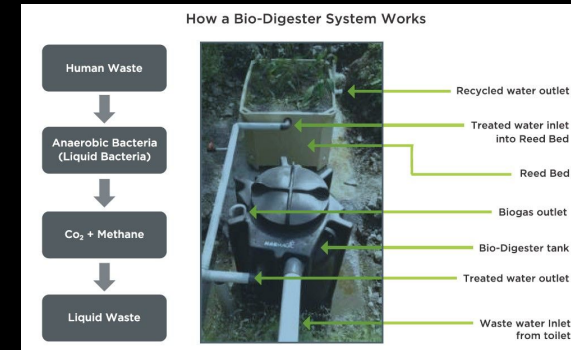 How a Bio-Digester System Works
Human Waste
Anaerobic Bacteria
(Liquid Bacteria)
Co₂ + Methane
Liquid Waste
Recycled water outlet
Treated water inlet
into Reed Bed
Reed Bed
Biogas outlet
Bio-Digester tank
Treated water outlet
Waste water Inlet
from toilet